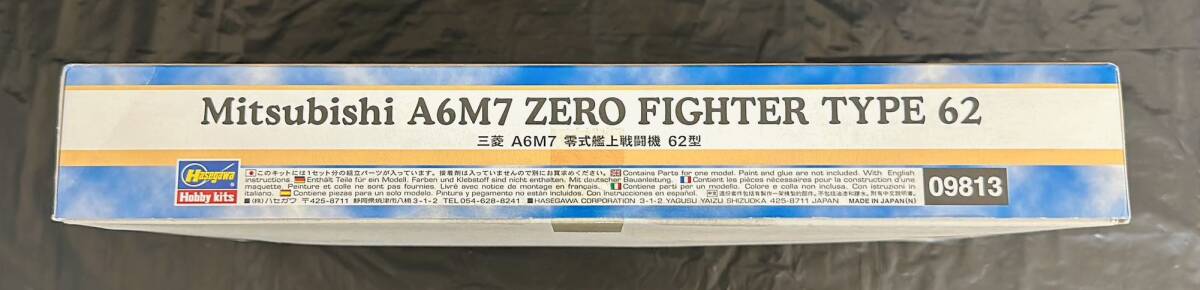 Mitsubishi A6M7 ZERO FIGHTER TYPE 62
三菱 A6M7 零式艦上戦闘機 62型
Hasegawa
Hobby kits
このキットには1セット分の組立パーツが入っています。接着剤は入っていませんので別にお買求めください。 Contains Parts for one model. Paint and glue are not included. With English
instructions. Enthält Teile für ein Modell. Farben und Klebstoff sind nicht enthalten. Mit deutscher Bauanleitung. Contient les pièces nécessaires pour la construction d'une
maquette. Peinture et colle ne sont pas fournies. Livré avec notice de montage en français. Contiene parti per un modello. Colore e colla non inclusa. Con istruzioni in
italiano. Contiene piezas para un solo modelo. Pintura y pegamento no están incluidos. Con instrucciones en español.
■(株)ハセガワ 〒425-8711 静岡県焼津市八楠3-1-2 TEL 054-628-8241 ■HASEGAWA CORPORATION 3-1-2 YAGUSU YAIZU SHIZUOKA 425-8711 JAPAN MADE IN JAPAN(N)
09813